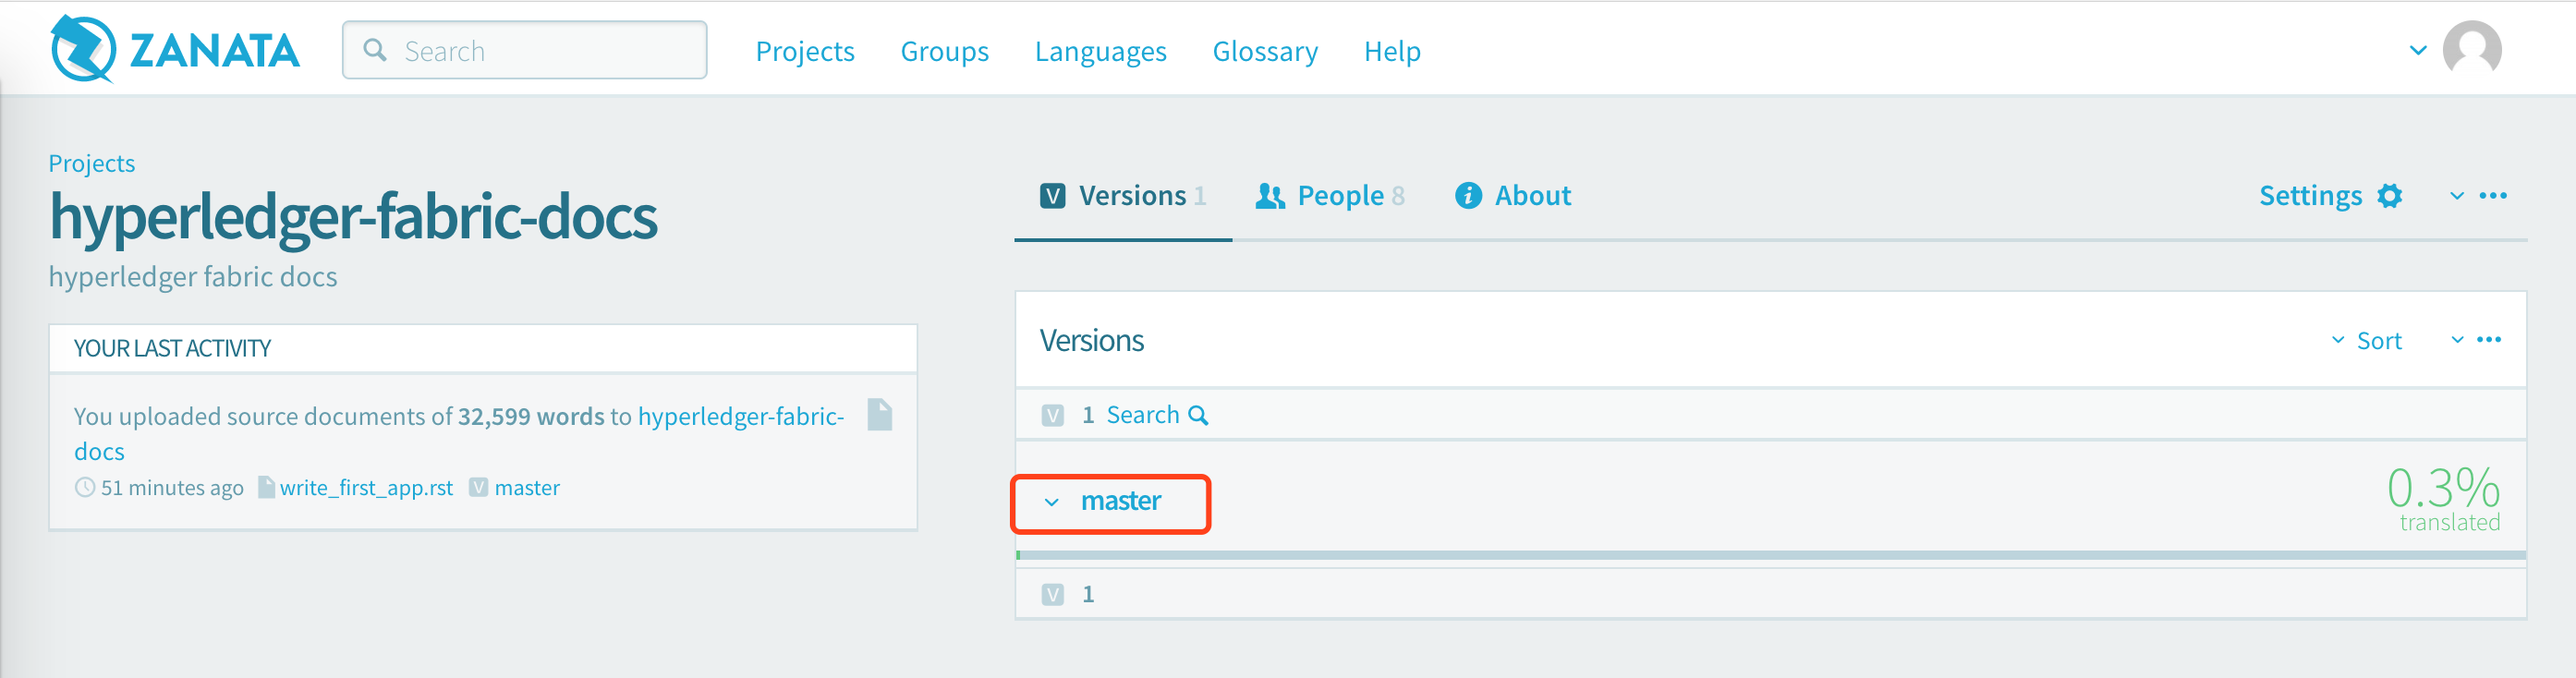 ZANATA
Search
Projects
Groups
Languages
Glossary
Help
Projects
hyperledger-fabric-docs
hyperledger fabric docs
YOUR LAST ACTIVITY
You uploaded source documents of 32,599 words to hyperledger-fabric-
docs
51 minutes ago write_first_app.rst V master
V Versions 1
People 8
i About
Settings
Versions
Sort
V 1 Search
master
0.3%
translated
V 1